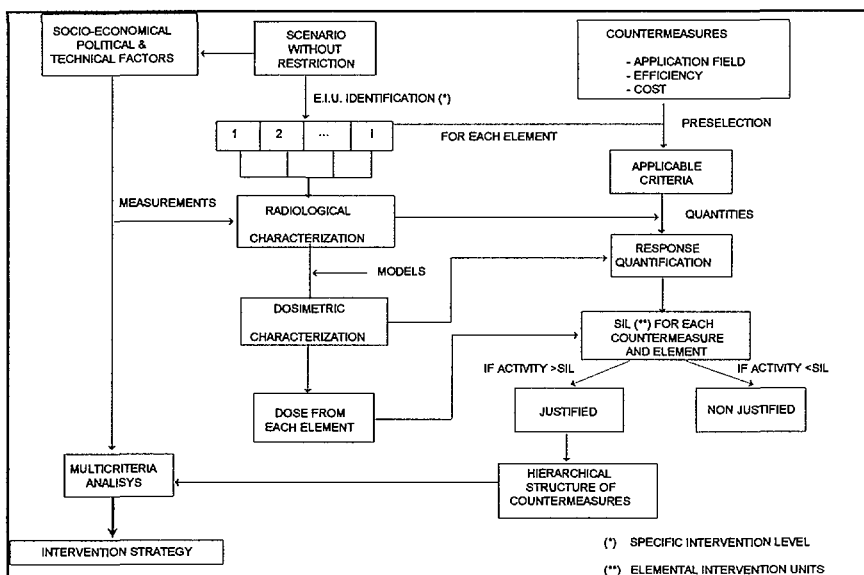 SOCIO-ECONOMICAL
POLITICAL &
TECHNICAL FACTORS
SCENARIO
WITHOUT
RESTRICTION
COUNTERMEASURES
- APPLICATION FIELD
- EFFICIENCY
- COST
E.I.U. IDENTIFICATION (*)
1 2 ... I
FOR EACH ELEMENT
PRESELECTION
APPLICABLE
CRITERIA
MEASUREMENTS
RADIOLOGICAL
CHARACTERIZATION
QUANTITIES
RESPONSE
QUANTIFICATION
MODELS
DOSIMETRIC
CHARACTERIZATION
SIL (**) FOR EACH
COUNTERMEASURE
AND ELEMENT
IF ACTIVITY >SIL
IF ACTIVITY <SIL
DOSE FROM
EACH ELEMENT
JUSTIFIED
NON JUSTIFIED
MULTICRITERIA
ANALISYS
HIERARCHICAL
STRUCTURE OF
COUNTERMEASURES
INTERVENTION STRATEGY
(*) SPECIFIC INTERVENTION LEVEL
(**) ELEMENTAL INTERVENTION UNITS